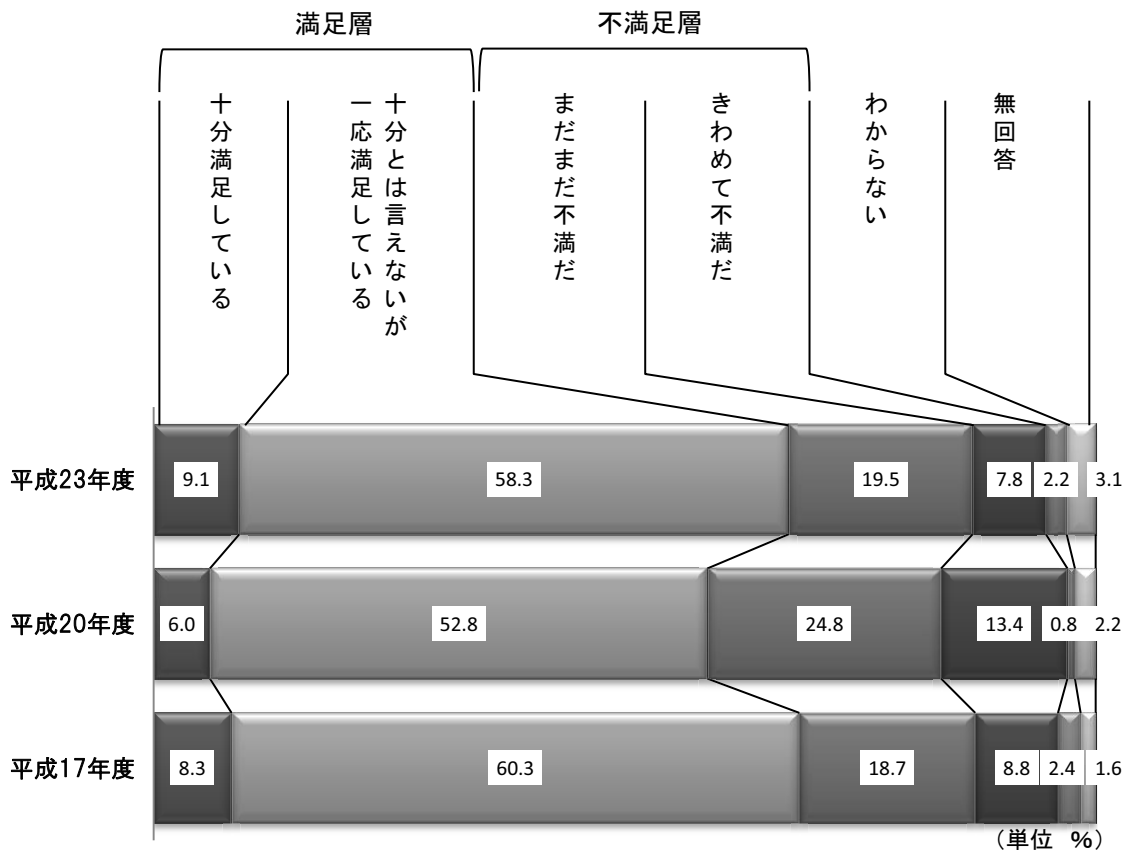 満足層
不満足層
十分満足している
十分とは言えないが
一応満足している
まだまだ不満だ
きわめて不満だ
わからない
無回答
平成23年度
9.1
58.3
19.5
7.8
2.2
3.1
平成20年度
6.0
52.8
24.8
13.4
0.8
2.2
平成17年度
8.3
60.3
18.7
8.8
2.4
1.6
（単位　%）